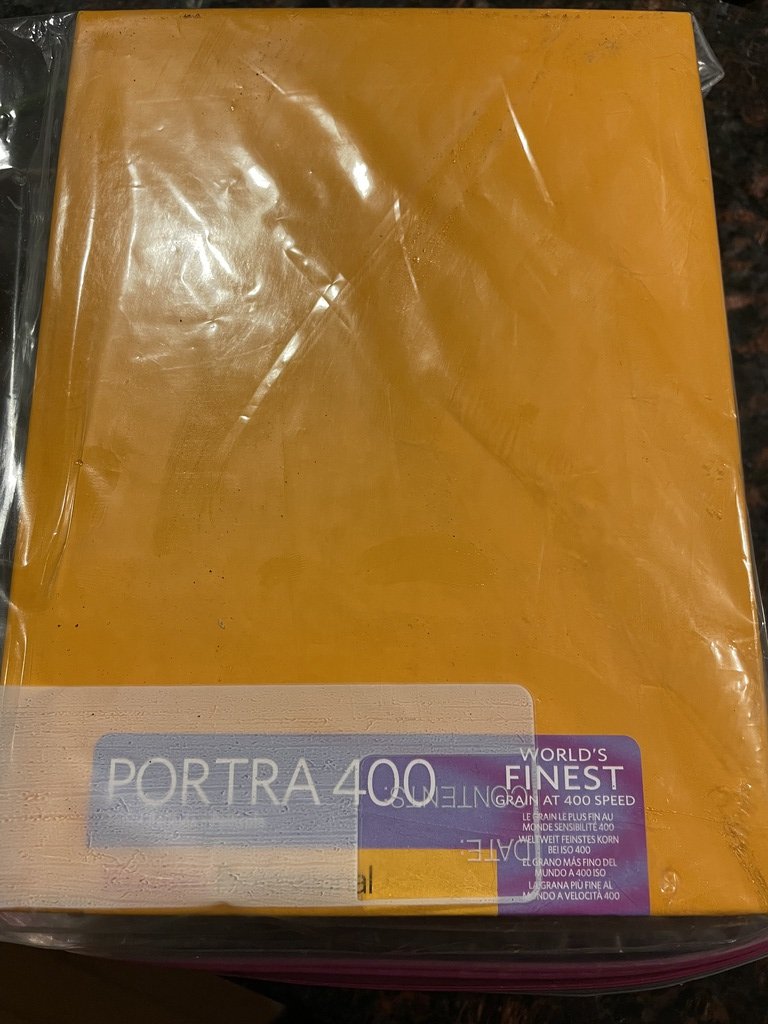 PORTRA 400
CONTENTS:
DATE:
al
WORLD'S
FINEST
GRAIN AT 400 SPEED
LE GRAIN LE PLUS FIN AU
MONDE SENSIBILITÉ 400
WELTWEIT FEINSTES KORN
BEI ISO 400
EL GRANO MÁS FINO DEL
MUNDO A 400 ISO
LA GRANA PIÙ FINE AL
MONDO A VELOCITÀ 400